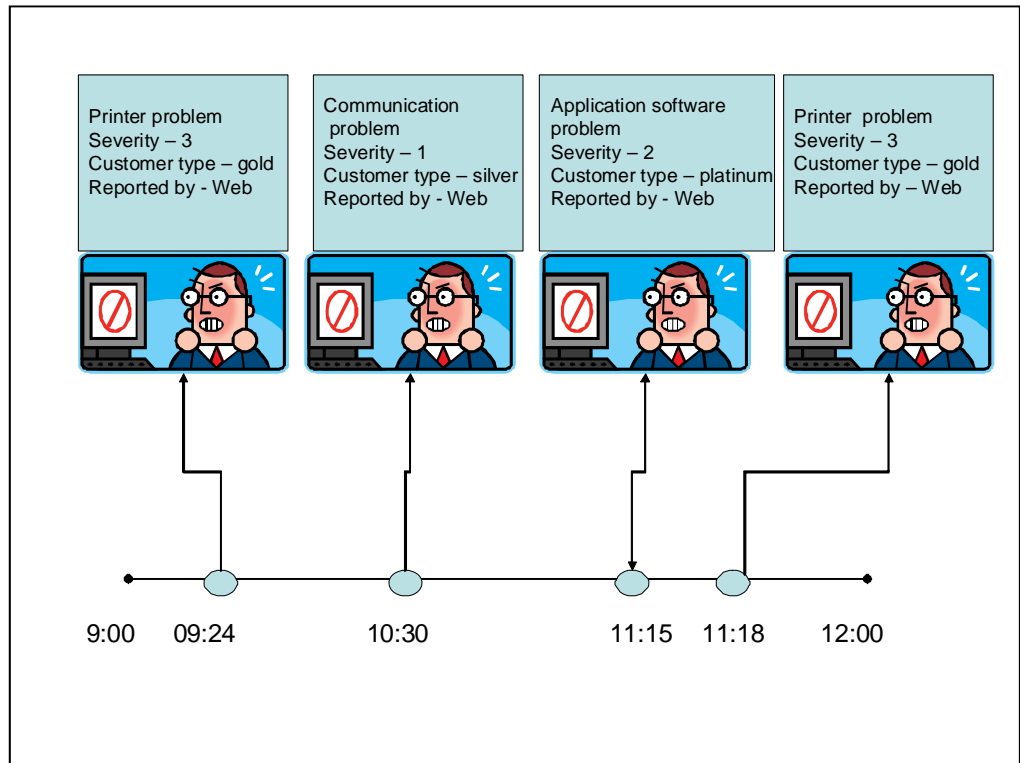 Printer problem
Severity – 3
Customer type – gold
Reported by - Web
Communication
problem
Severity – 1
Customer type – silver
Reported by - Web
Application software
problem
Severity – 2
Customer type – platinum
Reported by - Web
Printer problem
Severity – 3
Customer type – gold
Reported by – Web
9:00 09:24 10:30 11:15 11:18 12:00